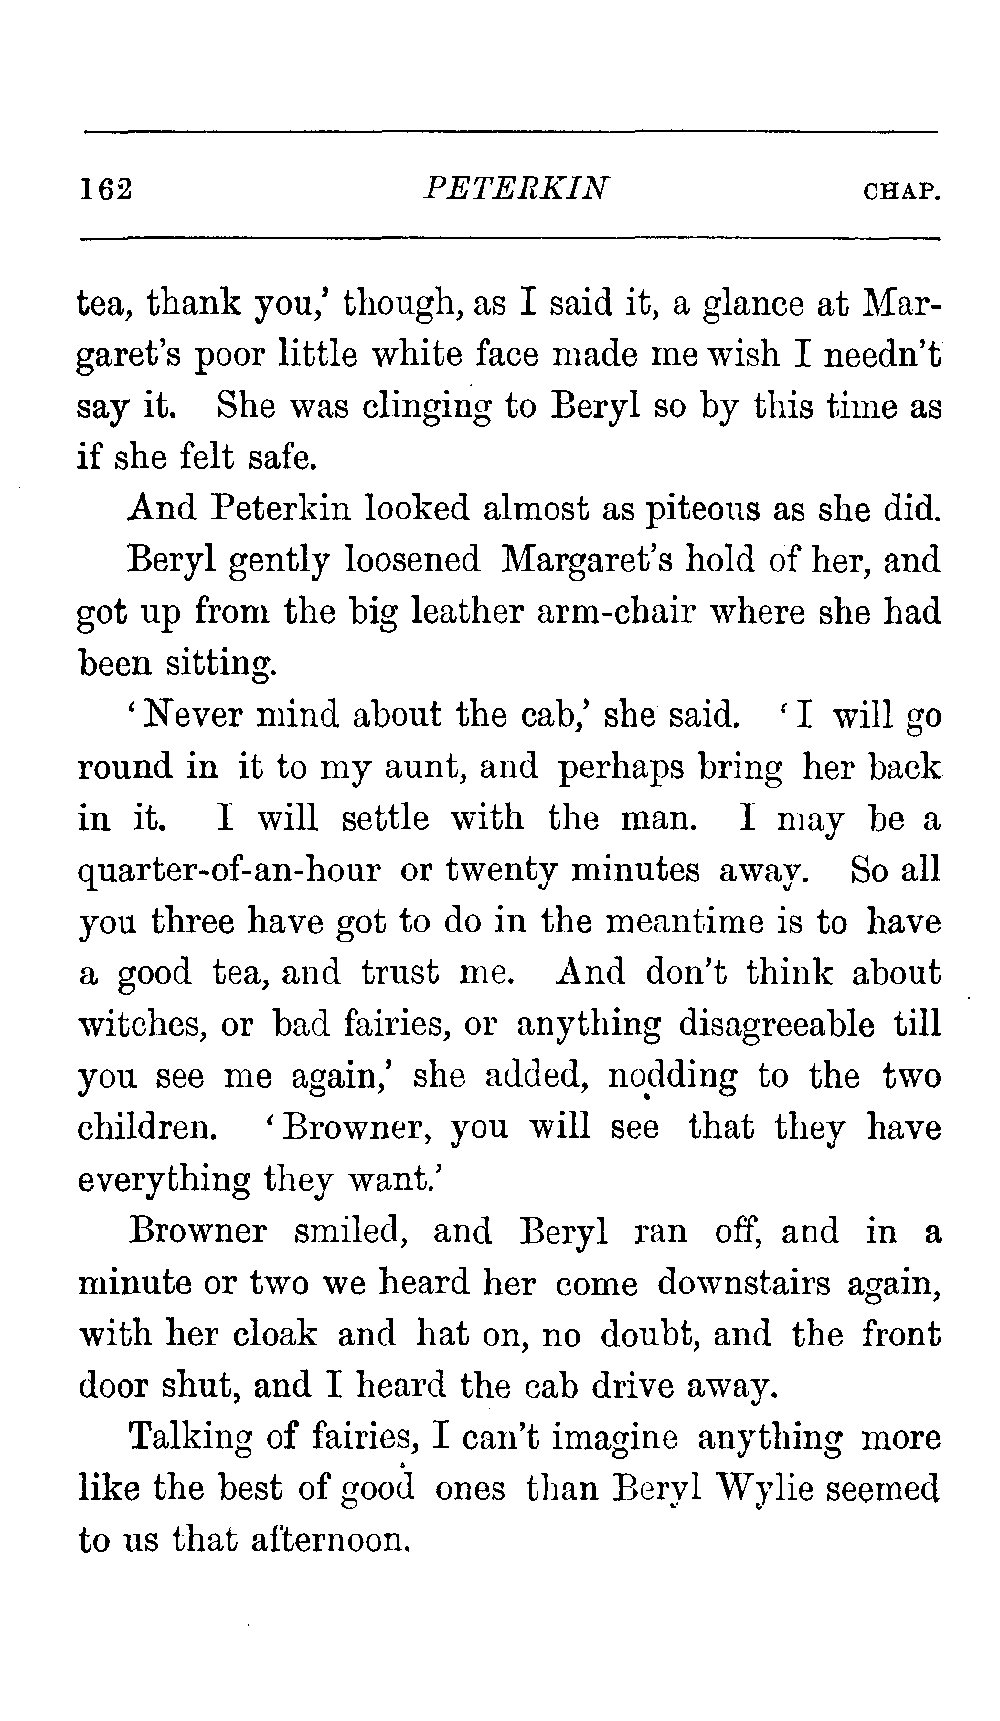 162 PETERKIN CHAP.
tea, thank you,' though, as I said it, a glance at Mar-
garet's poor little white face made me wish I needn't
say it. She was clinging to Beryl so by this time as
if she felt safe.
And Peterkin looked almost as piteous as she did.
Beryl gently loosened Margaret's hold of her, and
got up from the big leather arm-chair where she had
been sitting.
'Never mind about the cab,' she said. 'I will go
round in it to my aunt, and perhaps bring her back
in it. I will settle with the man. I may be a
quarter-of-an-hour or twenty minutes away. So all
you three have got to do in the meantime is to have
a good tea, and trust me. And don't think about
witches, or bad fairies, or anything disagreeable till
you see me again,' she added, nodding to the two
children. 'Browner, you will see that they have
everything they want.'
Browner smiled, and Beryl ran off, and in a
minute or two we heard her come downstairs again,
with her cloak and hat on, no doubt, and the front
door shut, and I heard the cab drive away.
Talking of fairies, I can't imagine anything more
like the best of good ones than Beryl Wylie seemed
to us that afternoon.